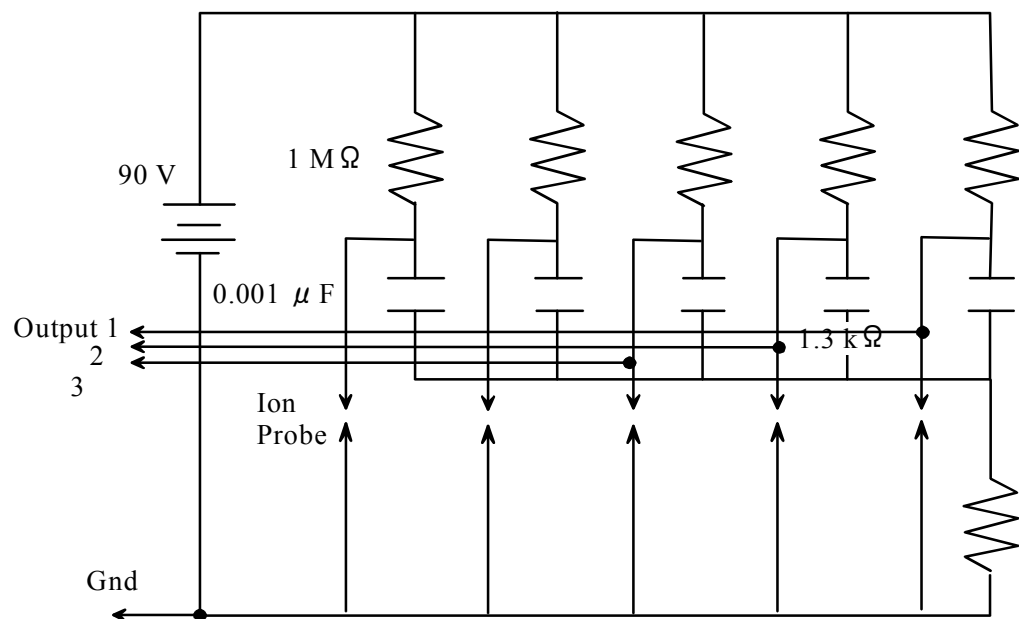 1 MΩ
90 V
0.001 μF
Output 1
1.3 kΩ
2
3
Ion
Probe
Gnd